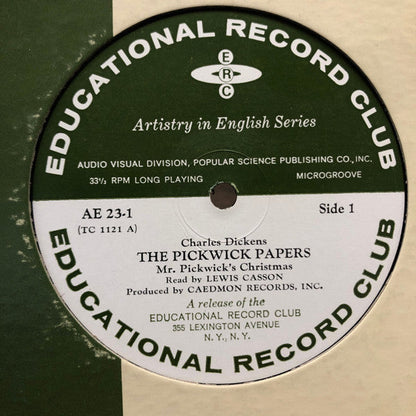 EDUCATIONAL RECORD CLUB
E
R
C
Artistry in English Series
AUDIO VISUAL DIVISION, POPULAR SCIENCE PUBLISHING CO., INC.
33⅓ RPM LONG PLAYING MICROGROOVE
AE 23-1 Side 1
(TC 1121 A)
Charles Dickens
THE PICKWICK PAPERS
Mr. Pickwick's Christmas
Read by LEWIS CASSON
Produced by CAEDMON RECORDS, INC.
A release of the
EDUCATIONAL RECORD CLUB
355 LEXINGTON AVENUE
N. Y., N. Y.
EDUCATIONAL RECORD CLUB